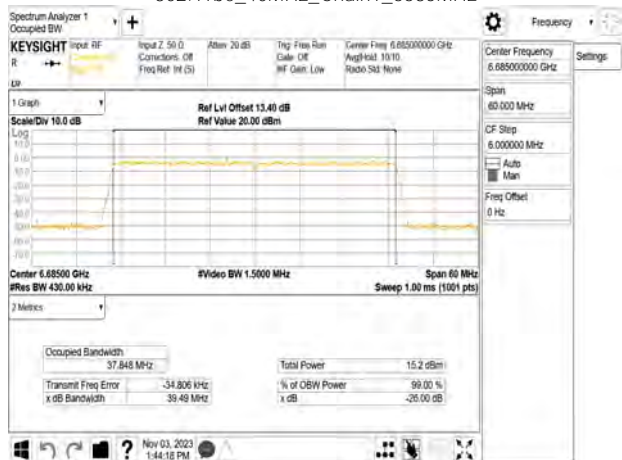 Spectrum Analyzer 1
Occupied BW
+
Frequency
KEYSIGHT Input: RF
R
Input Z: 50 Ω
Corrections: Off
Freq Ref: Int (S)
Atten: 20 dB
Trig: Free Run
Gate: Off
#IF Gain: Low
Center Freq: 6.685000000 GHz
Avg|Hold: 10/10
Radio Std: None
Center Frequency
6.685000000 GHz
Settings
Span
60.000 MHz
CF Step
6.000000 MHz
Auto
Man
Freq Offset
0 Hz
1 Graph
Scale/Div 10.0 dB
Ref Lvl Offset 13.40 dB
Ref Value 20.00 dBm
Log
Center 6.68500 GHz
#Res BW 430.00 kHz
#Video BW 1.5000 MHz
Span 60 MHz
Sweep 1.00 ms (1001 pts)
2 Metrics
Occupied Bandwidth
37.848 MHz
Total Power 15.2 dBm
Transmit Freq Error -34.806 kHz
% of OBW Power 99.00 %
x dB Bandwidth 39.49 MHz
x dB -26.00 dB
?
Nov 03, 2023
1:44:18 PM